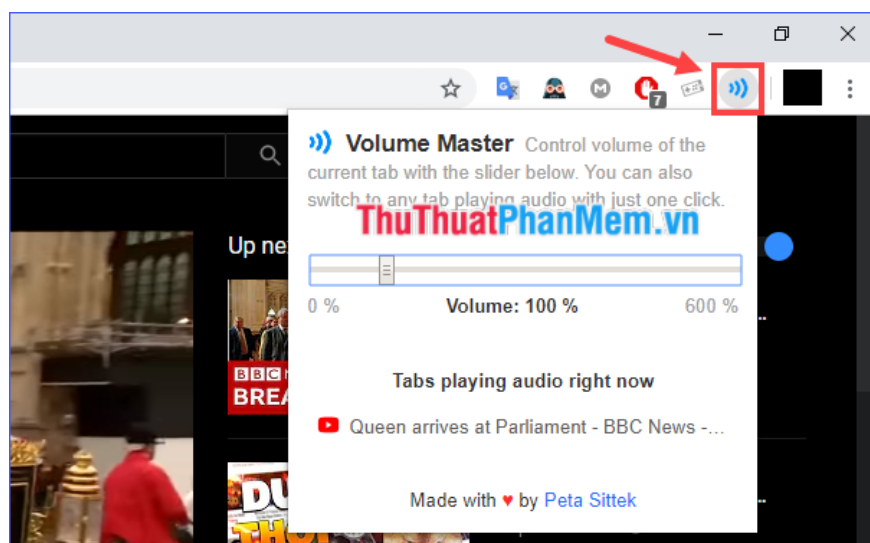 7
Volume Master Control volume of the
current tab with the slider below. You can also
switch to any tab playing audio with just one click.
ThuThuatPhanMem.vn
Up ne
0 % Volume: 100 % 600 %
BBC
BREA
Tabs playing audio right now
Queen arrives at Parliament - BBC News -...
DU
THO
Made with ♥ by Peta Sittek